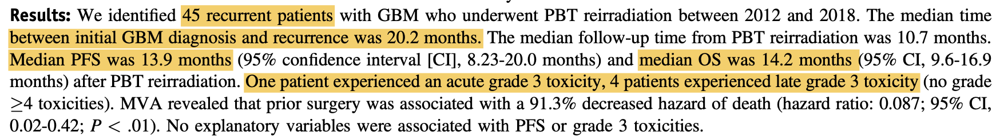 Results: We identified 45 recurrent patients with GBM who underwent PBT reirradiation between 2012 and 2018. The median time
between initial GBM diagnosis and recurrence was 20.2 months. The median follow-up time from PBT reirradiation was 10.7 months.
Median PFS was 13.9 months (95% confidence interval [CI], 8.23-20.0 months) and median OS was 14.2 months (95% CI, 9.6-16.9
months) after PBT reirradiation. One patient experienced an acute grade 3 toxicity, 4 patients experienced late grade 3 toxicity (no grade
≥4 toxicities). MVA revealed that prior surgery was associated with a 91.3% decreased hazard of death (hazard ratio: 0.087; 95% CI,
0.02-0.42; P < .01). No explanatory variables were associated with PFS or grade 3 toxicities.